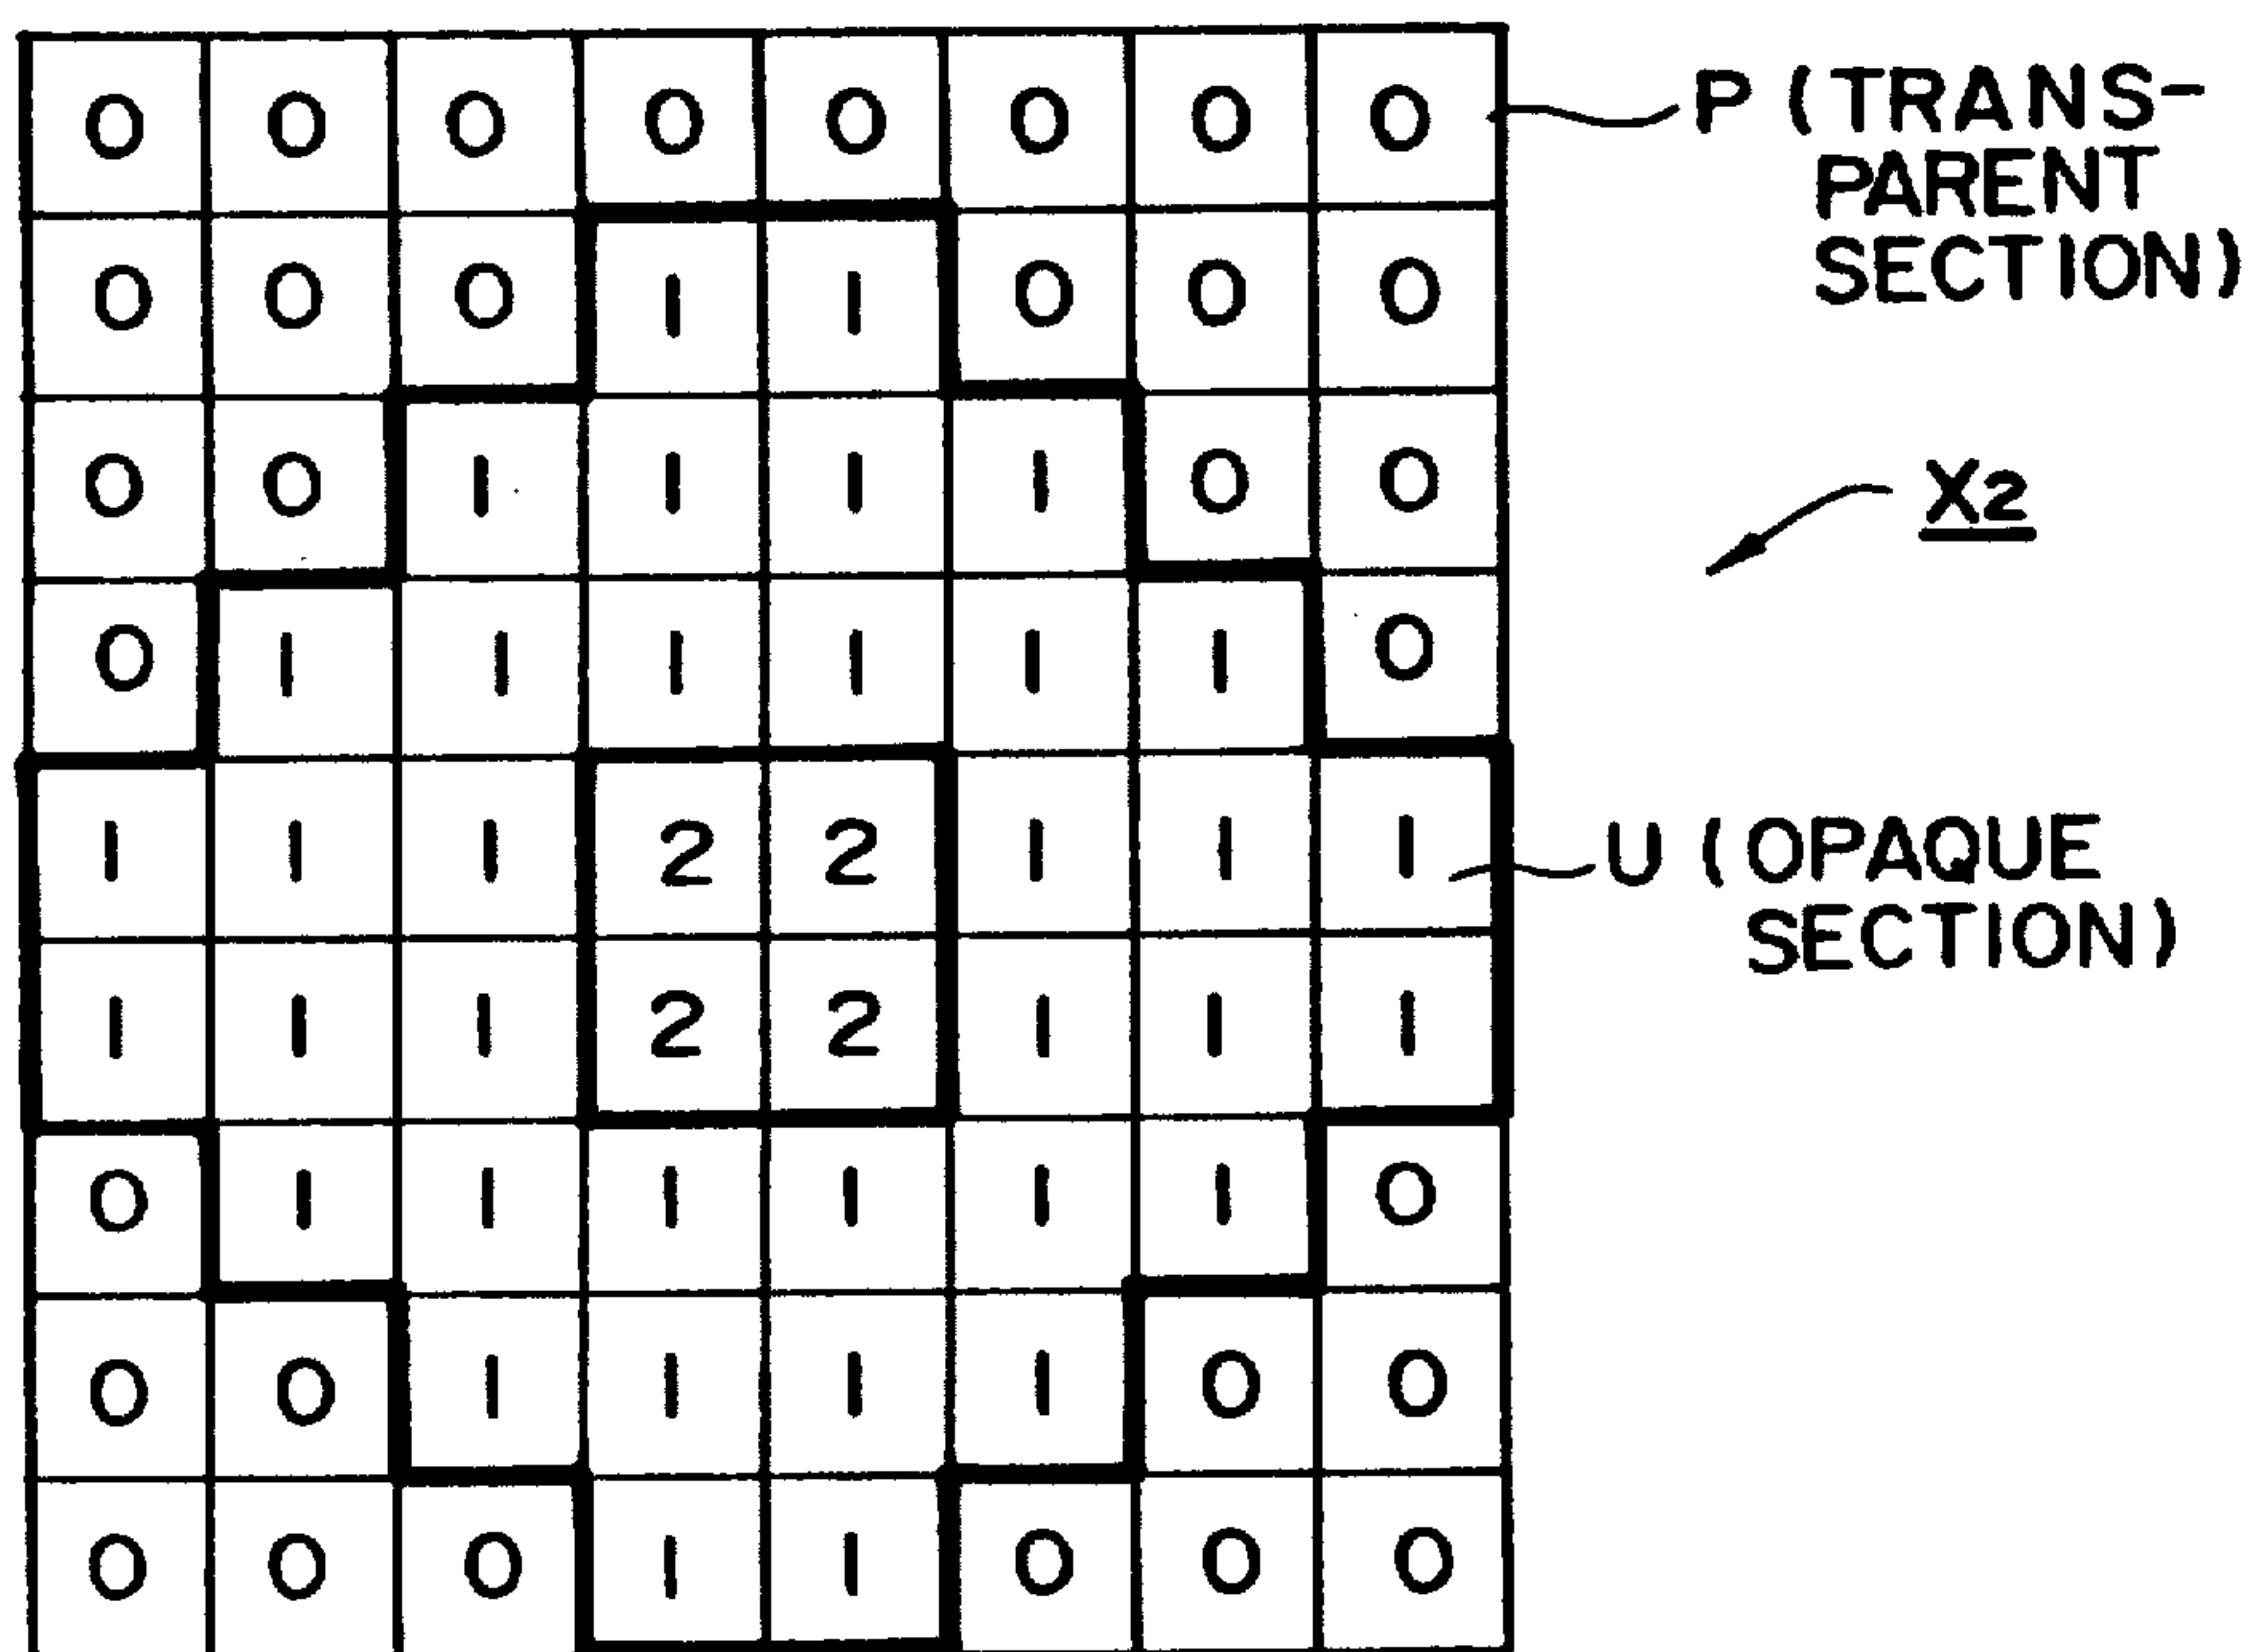 0 0 0 0 0 0 0 0 P (TRANS-
PARENT
SECTION)
0 0 0 1 1 0 0 0
0 0 1 1 1 1 0 0
X2
0 1 1 1 1 1 1 0
1 1 1 2 2 1 1 1 U (OPAQUE
SECTION)
1 1 1 2 2 1 1 1
0 1 1 1 1 1 1 0
0 0 1 1 1 1 0 0
0 0 0 1 1 0 0 0